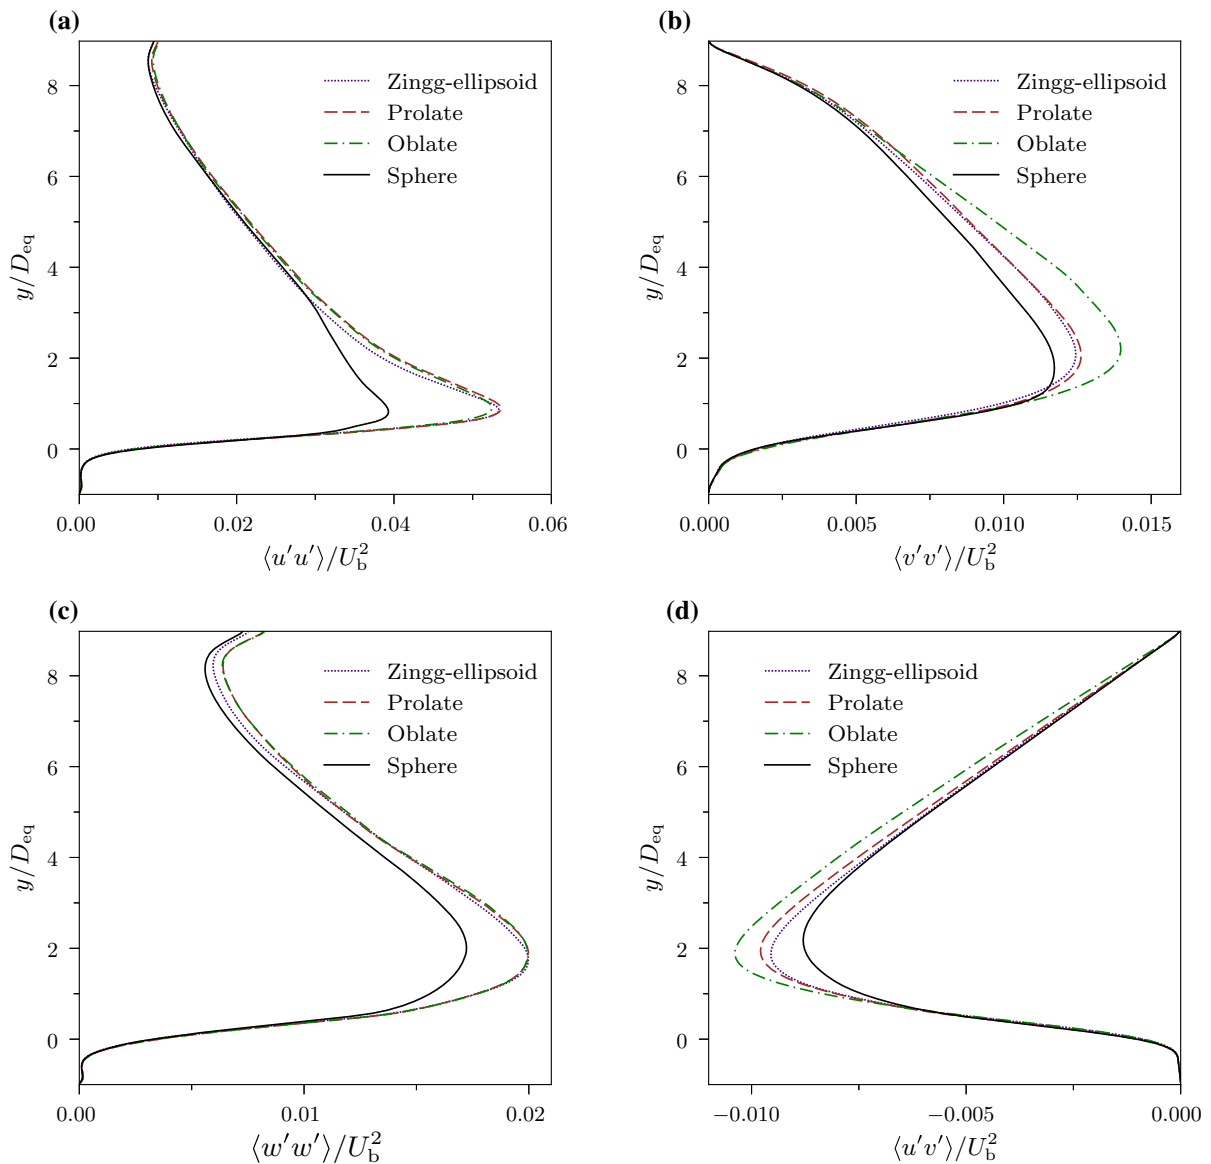 (a)
8
6
4
2
0
y/D_eq
Zingg-ellipsoid
Prolate
Oblate
Sphere
0.00 0.02 0.04 0.06
⟨u′u′⟩/U_b^2
(b)
8
6
4
2
0
y/D_eq
Zingg-ellipsoid
Prolate
Oblate
Sphere
0.000 0.005 0.010 0.015
⟨v′v′⟩/U_b^2
(c)
8
6
4
2
0
y/D_eq
Zingg-ellipsoid
Prolate
Oblate
Sphere
0.00 0.01 0.02
⟨w′w′⟩/U_b^2
(d)
8
6
4
2
0
y/D_eq
Zingg-ellipsoid
Prolate
Oblate
Sphere
−0.010 −0.005 0.000
⟨u′v′⟩/U_b^2